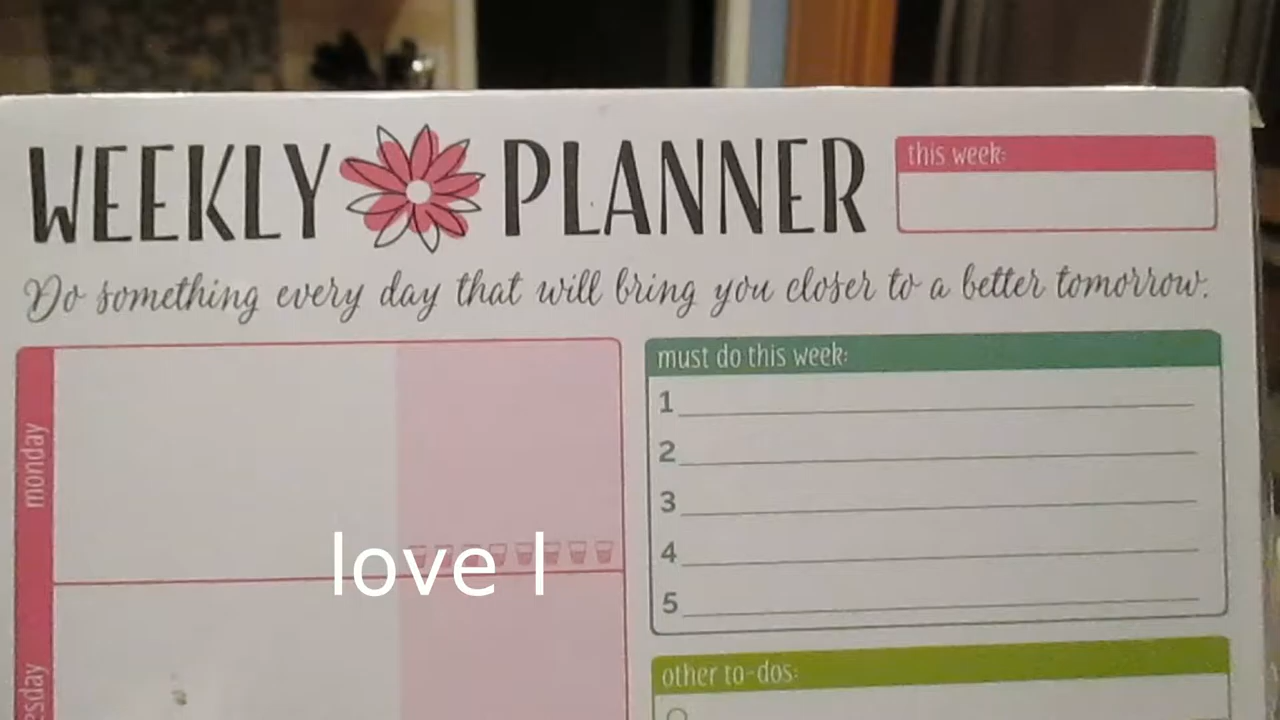 WEEKLY PLANNER
this week:
Do something every day that will bring you closer to a better tomorrow.
monday
must do this week:
1
2
3
4
5
love l
esday
other to-dos: